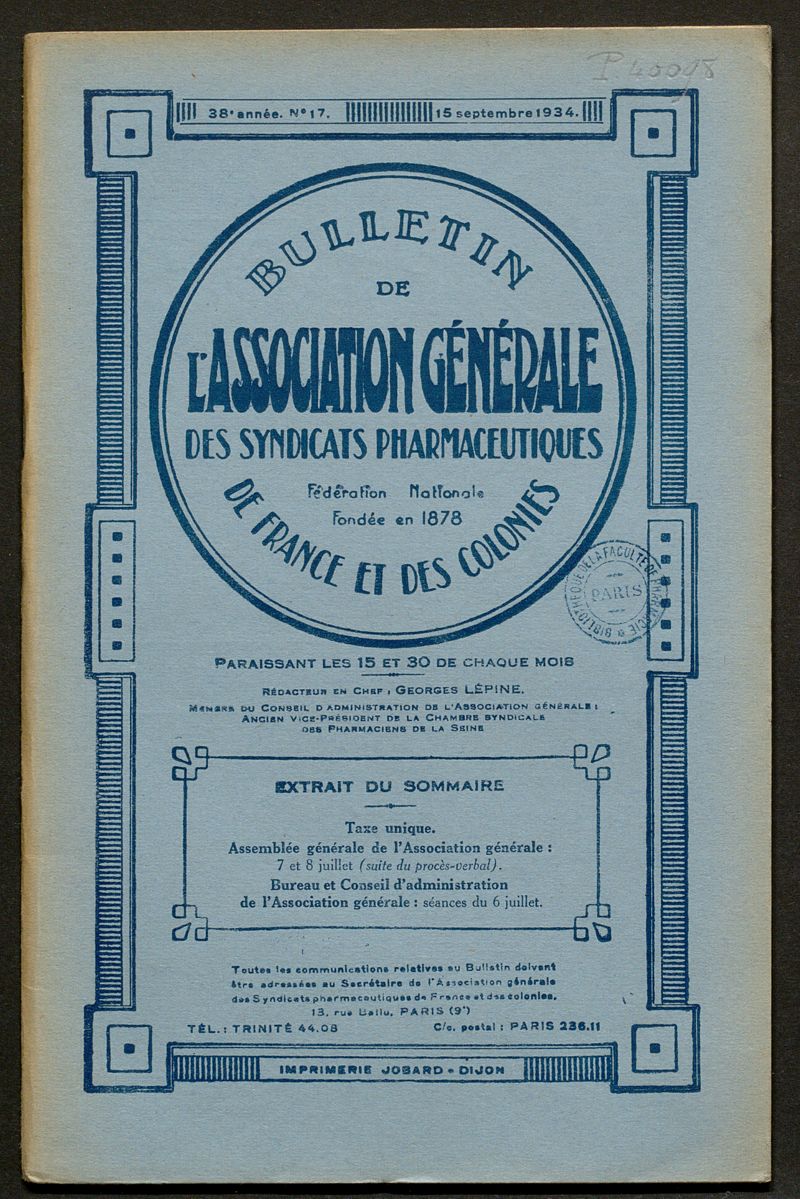 P. 40098
38e année. N° 17. 15 septembre 1934.
BULLETIN
DE
L'ASSOCIATION GÉNÉRALE
DES SYNDICATS PHARMACEUTIQUES
Fédération Nationale
Fondée en 1878
DE FRANCE ET DES COLONIES
BIBLIOTHÈQUE DE LA FACULTÉ DE PHARMACIE
PARIS
PARAISSANT LES 15 ET 30 DE CHAQUE MOIS
RÉDACTEUR EN CHEF : GEORGES LÉPINE.
MEMBRE DU CONSEIL D'ADMINISTRATION DE L'ASSOCIATION GÉNÉRALE :
ANCIEN VICE-PRÉSIDENT DE LA CHAMBRE SYNDICALE
DES PHARMACIENS DE LA SEINE
EXTRAIT DU SOMMAIRE
Taxe unique.
Assemblée générale de l'Association générale :
7 et 8 juillet (suite du procès-verbal).
Bureau et Conseil d'administration
de l'Association générale : séances du 6 juillet.
Toutes les communications relatives au Bulletin doivent
être adressées au Secrétaire de l'Association générale
des Syndicats pharmaceutiques de France et des colonies,
13, rue Ballu, PARIS (9e)
TÉL. : TRINITÉ 44.08 C/c. postal : PARIS 236.11
IMPRIMERIE JOBARD - DIJON